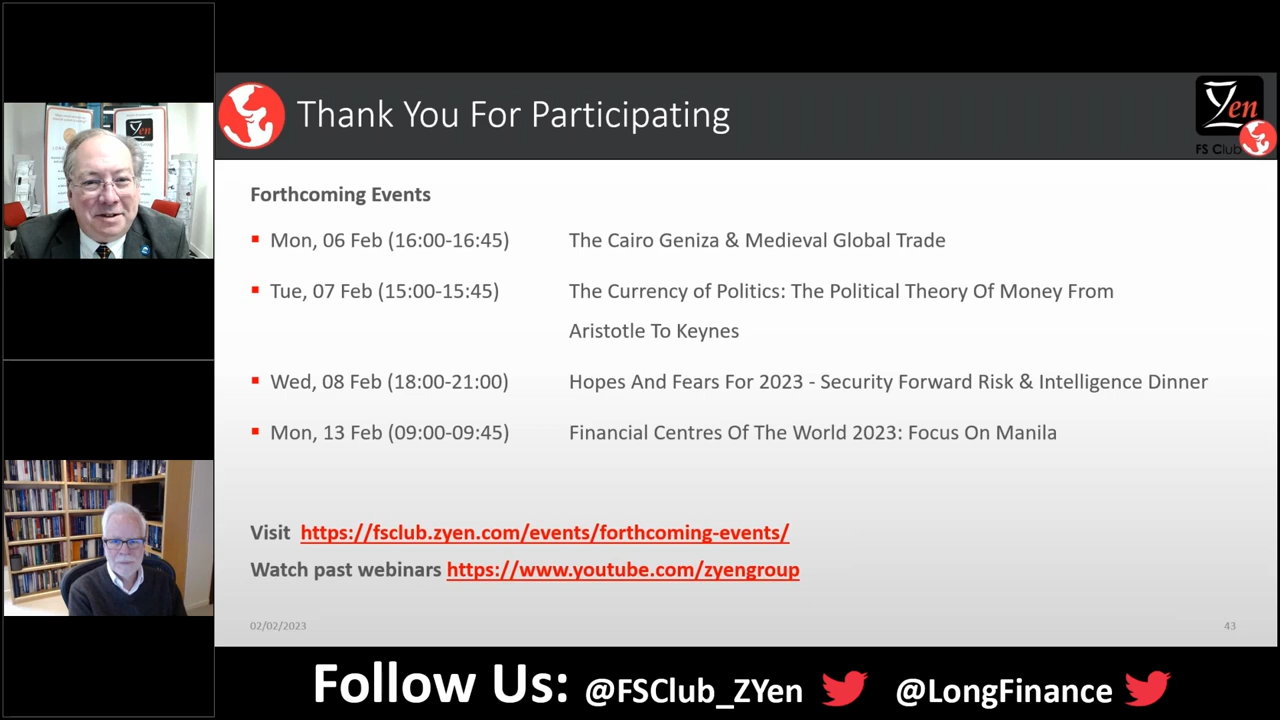 Thank You For Participating
Yen
FS Club
Forthcoming Events
Mon, 06 Feb (16:00-16:45) The Cairo Geniza & Medieval Global Trade
Tue, 07 Feb (15:00-15:45) The Currency of Politics: The Political Theory Of Money From
Aristotle To Keynes
Wed, 08 Feb (18:00-21:00) Hopes And Fears For 2023 - Security Forward Risk & Intelligence Dinner
Mon, 13 Feb (09:00-09:45) Financial Centres Of The World 2023: Focus On Manila
Visit https://fsclub.zyen.com/events/forthcoming-events/
Watch past webinars https://www.youtube.com/zyengroup
02/02/2023 43
Follow Us: @FSClub_ZYen @LongFinance
Yen